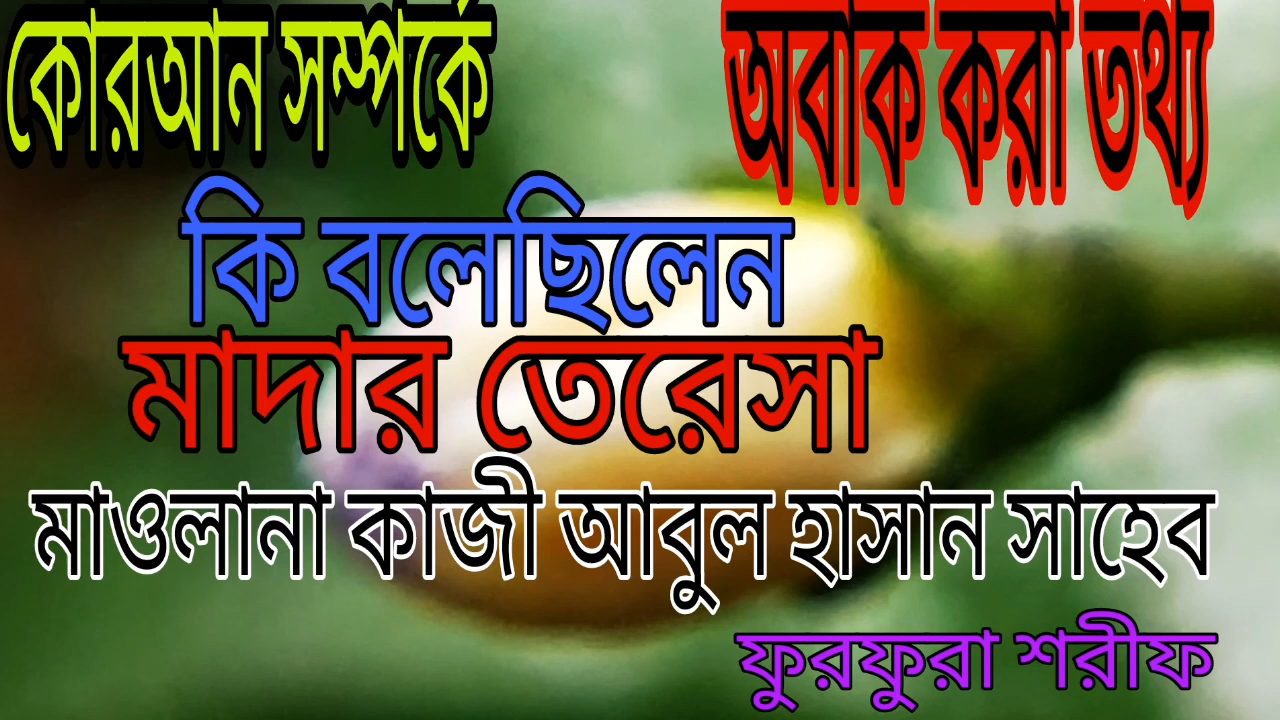 কোরআন সম্পর্কে
অবাক করা তথ্য
কি বলেছিলেন
মাদার তেরেসা
মাওলানা কাজী আবুল হাসান সাহেব
ফুরফুরা শরীফ